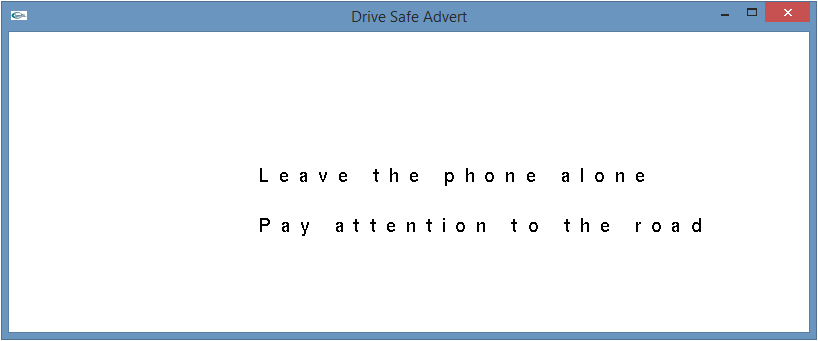 Drive Safe Advert
Leave the phone alone
Pay attention to the road